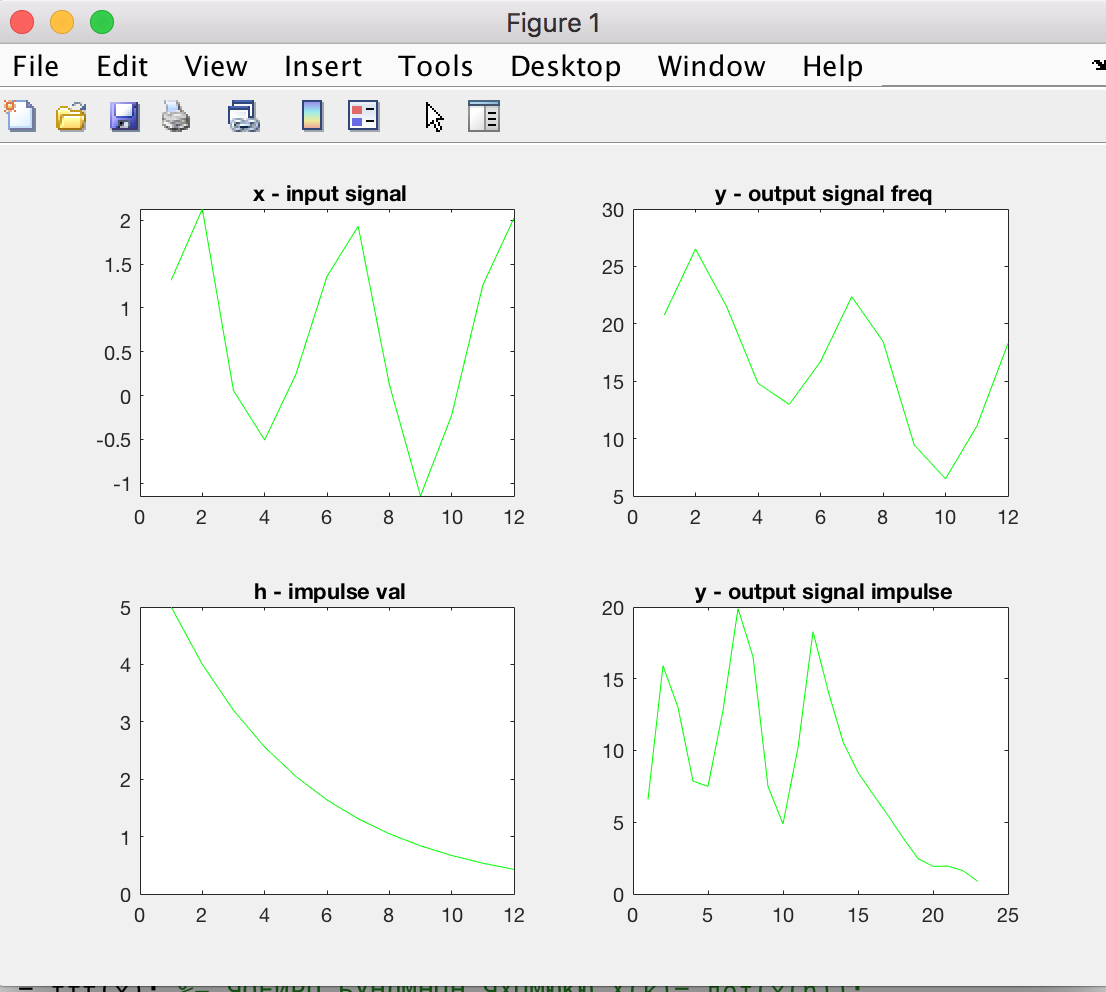 Figure 1
File Edit View Insert Tools Desktop Window Help
x - input signal
2
1.5
1
0.5
0
-0.5
-1
0 2 4 6 8 10 12
y - output signal freq
30
25
20
15
10
5
0 2 4 6 8 10 12
h - impulse val
5
4
3
2
1
0
0 2 4 6 8 10 12
y - output signal impulse
20
15
10
5
0
0 5 10 15 20 25